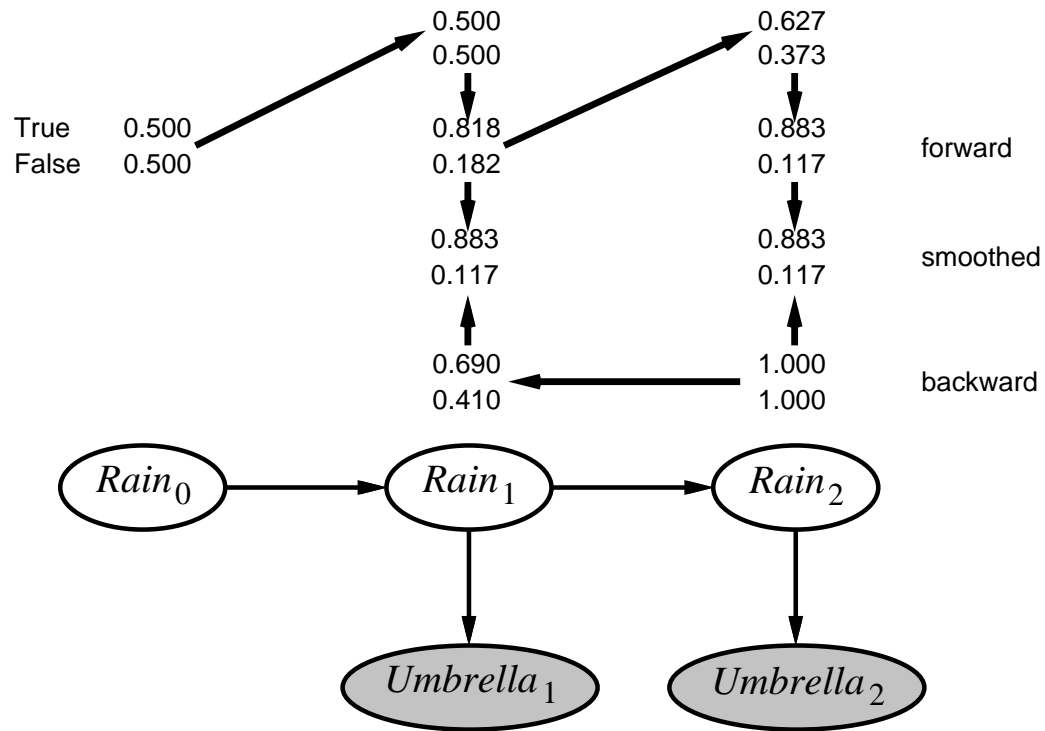 0.500 0.627
0.500 0.373
True 0.500 0.818 0.883
False 0.500 0.182 0.117 forward
0.883 0.883
0.117 0.117 smoothed
0.690 1.000
0.410 1.000 backward
Rain0 Rain1 Rain2
Umbrella1 Umbrella2